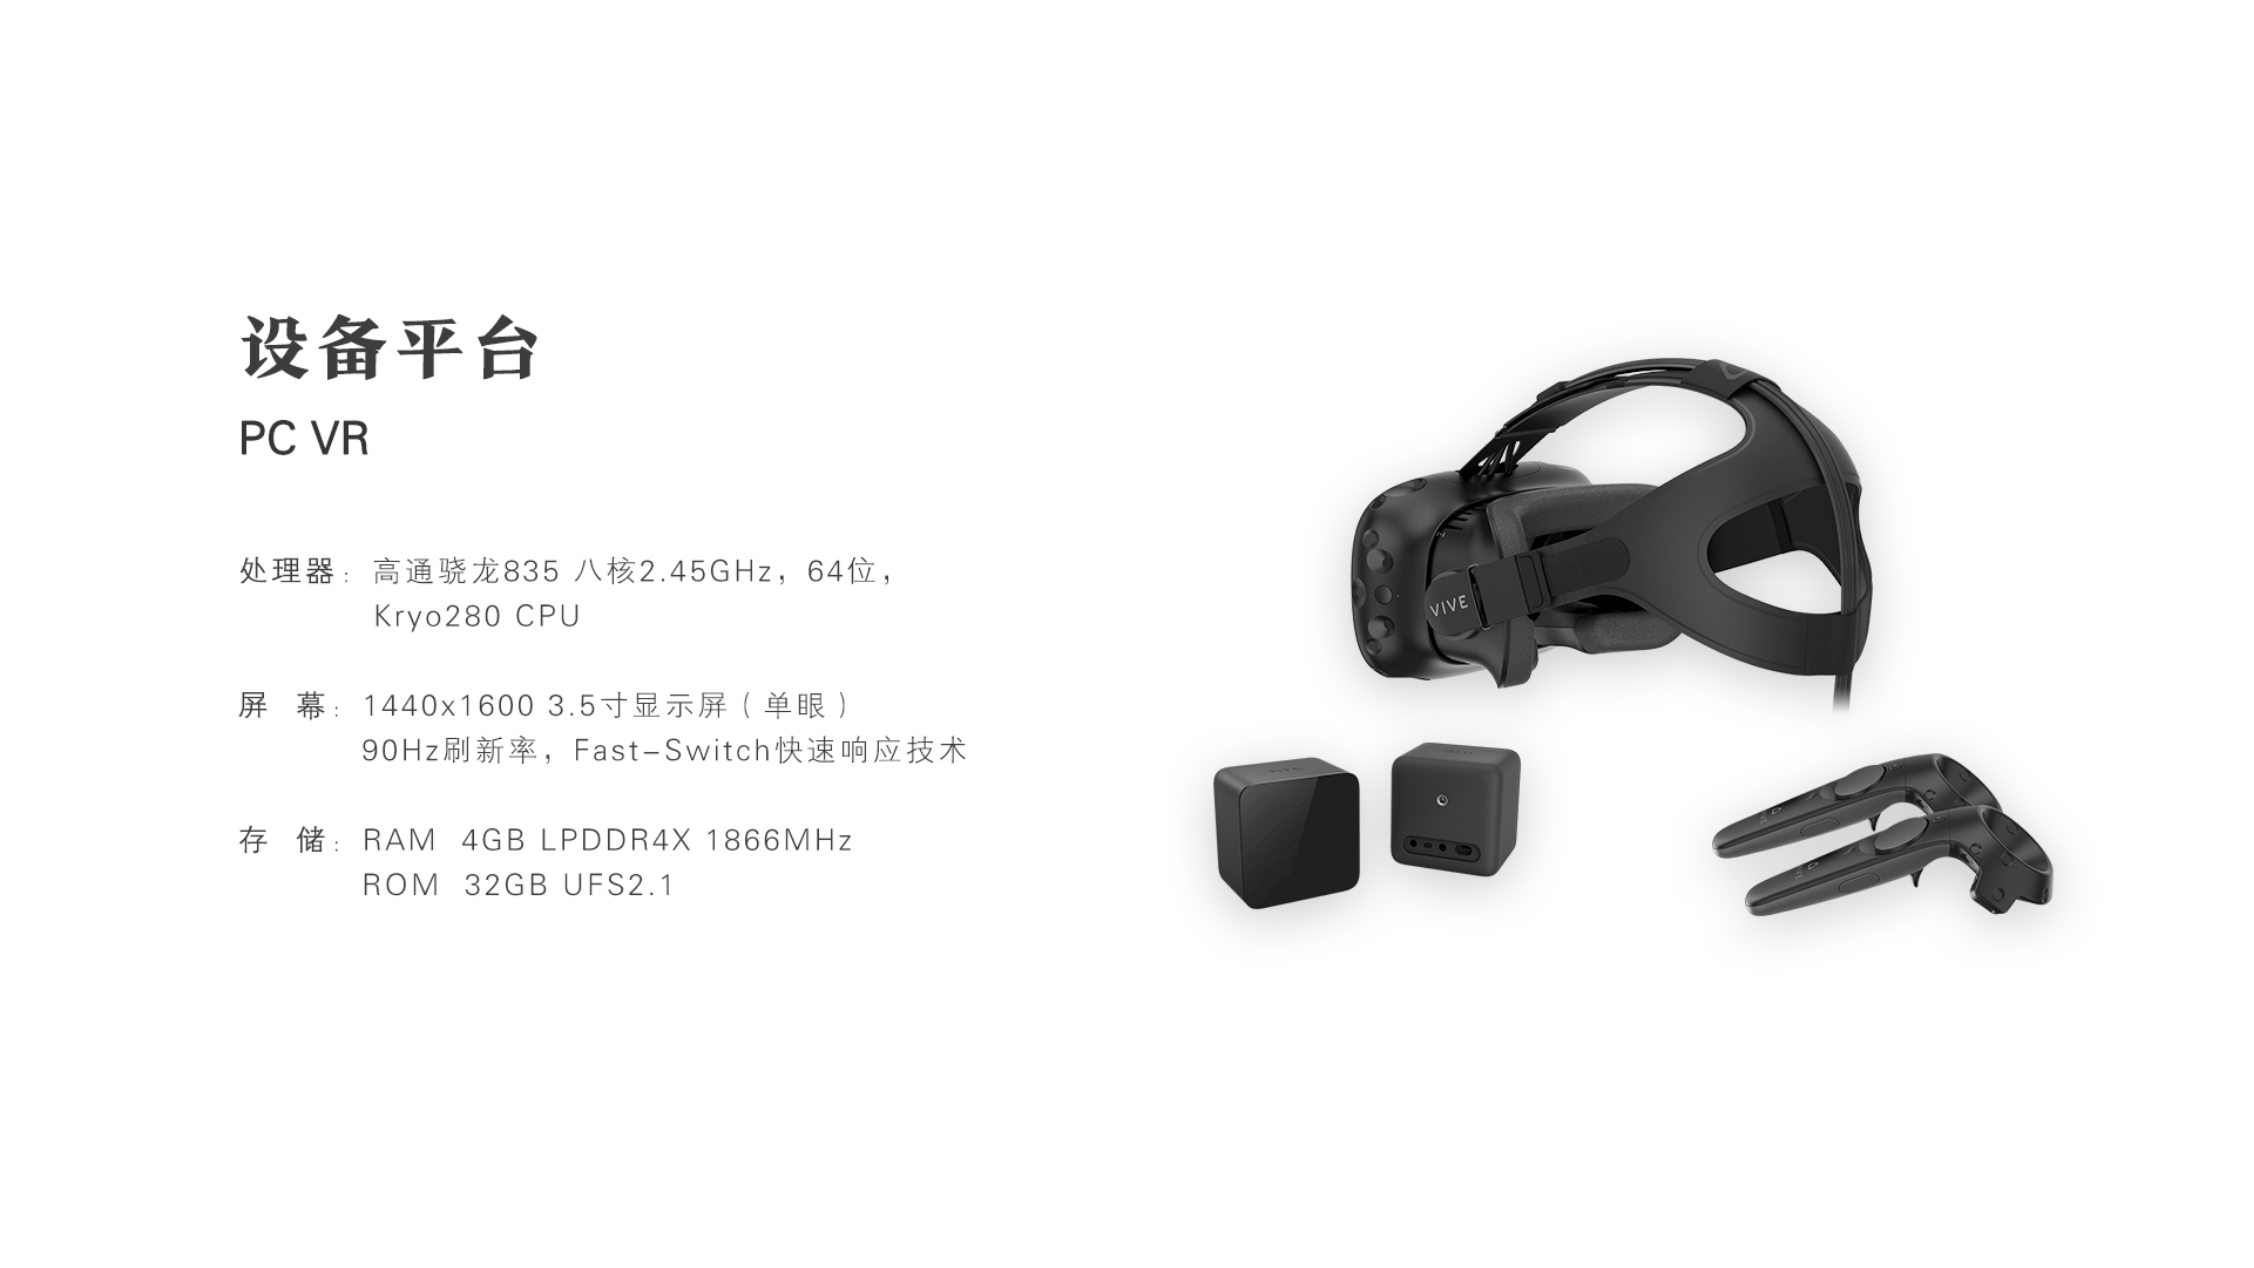 设备平台
PC VR
处理器：高通骁龙835 八核2.45GHz，64位，
Kryo280 CPU
屏 幕：1440x1600 3.5寸显示屏（单眼）
90Hz刷新率，Fast-Switch快速响应技术
存 储：RAM 4GB LPDDR4X 1866MHz
ROM 32GB UFS2.1
VIVE